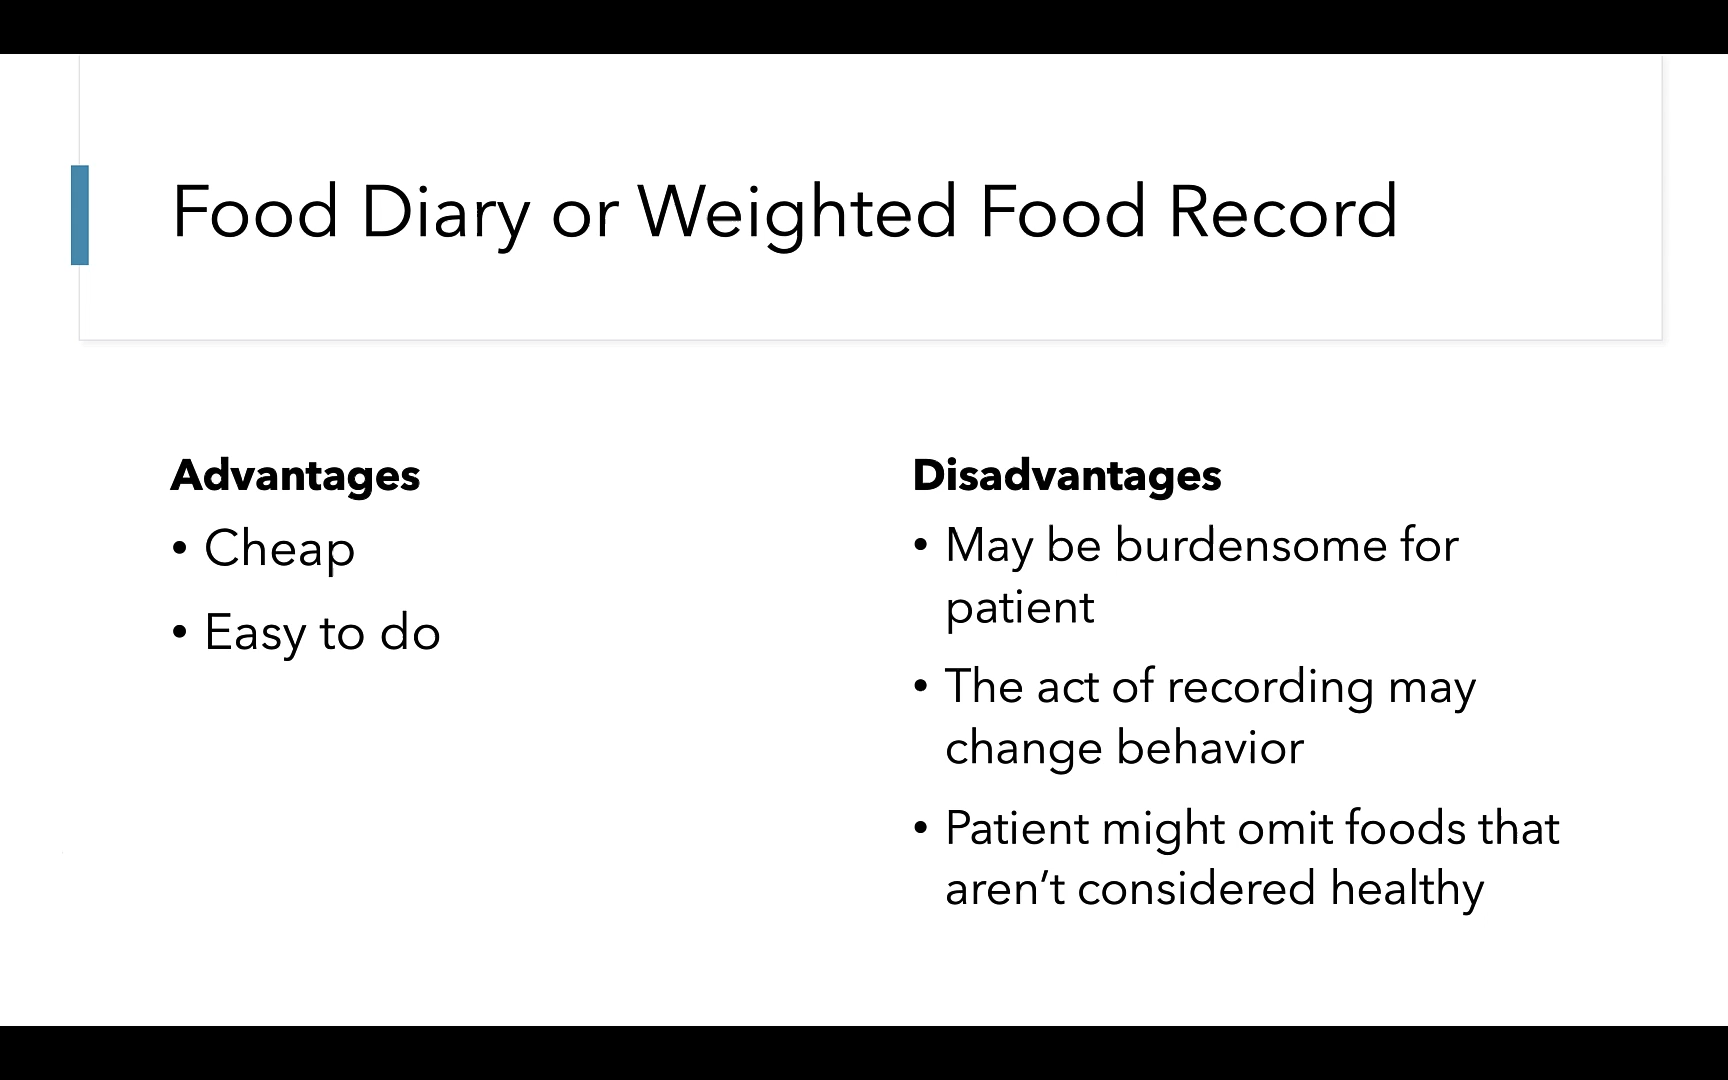 Food Diary or Weighted Food Record
Advantages
• Cheap
• Easy to do
Disadvantages
• May be burdensome for
patient
• The act of recording may
change behavior
• Patient might omit foods that
aren’t considered healthy